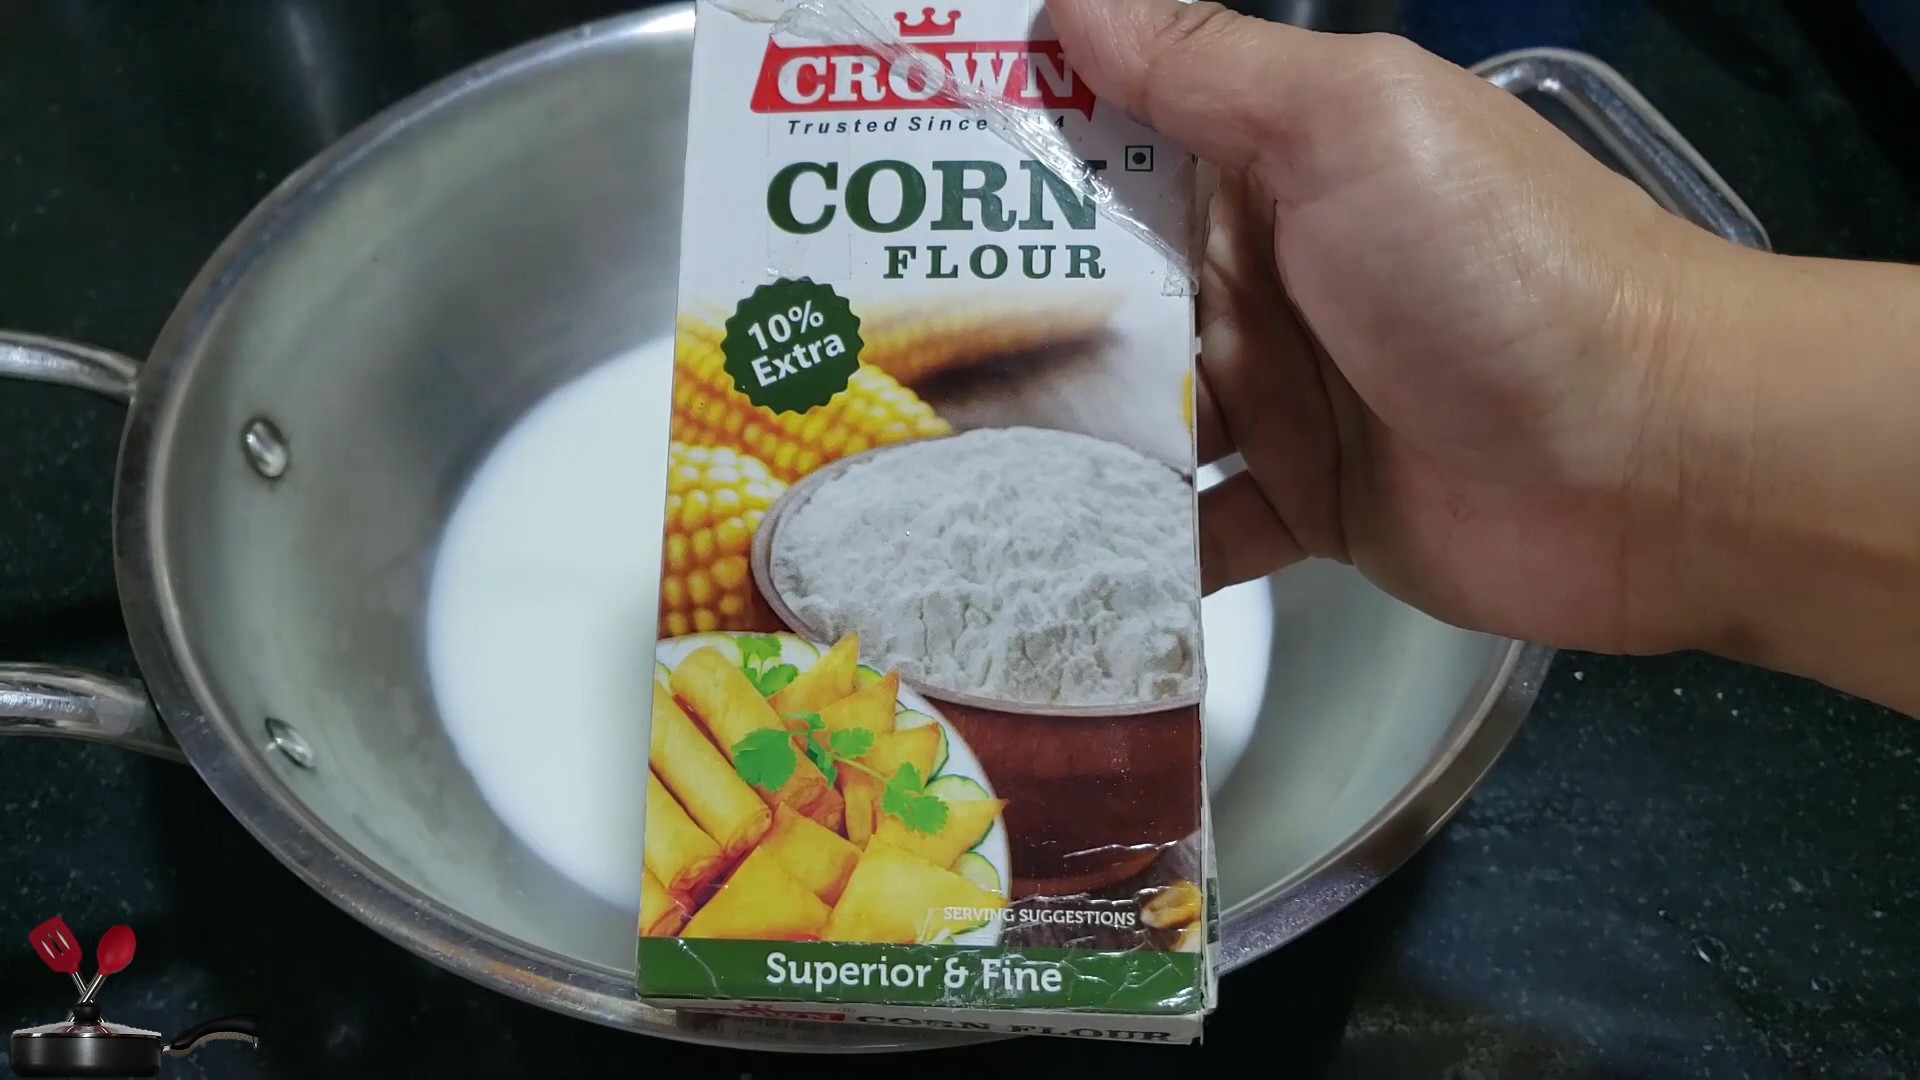 CROWN
Trusted Since
CORN
FLOUR
10%
Extra
SERVING SUGGESTIONS
Superior & Fine
CORN FLOUR